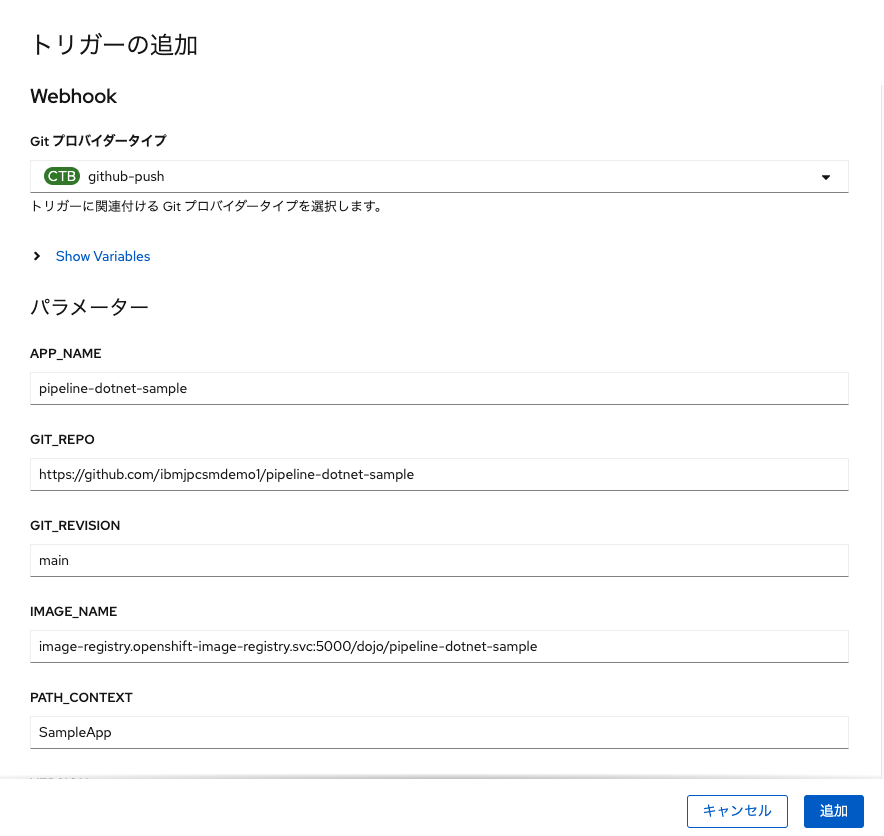 トリガーの追加
Webhook
Git プロバイダータイプ
CTB github-push
トリガーに関連付ける Git プロバイダータイプを選択します。
Show Variables
パラメーター
APP_NAME
pipeline-dotnet-sample
GIT_REPO
https://github.com/ibmjpcsmdemo1/pipeline-dotnet-sample
GIT_REVISION
main
IMAGE_NAME
image-registry.openshift-image-registry.svc:5000/dojo/pipeline-dotnet-sample
PATH_CONTEXT
SampleApp
キャンセル 追加